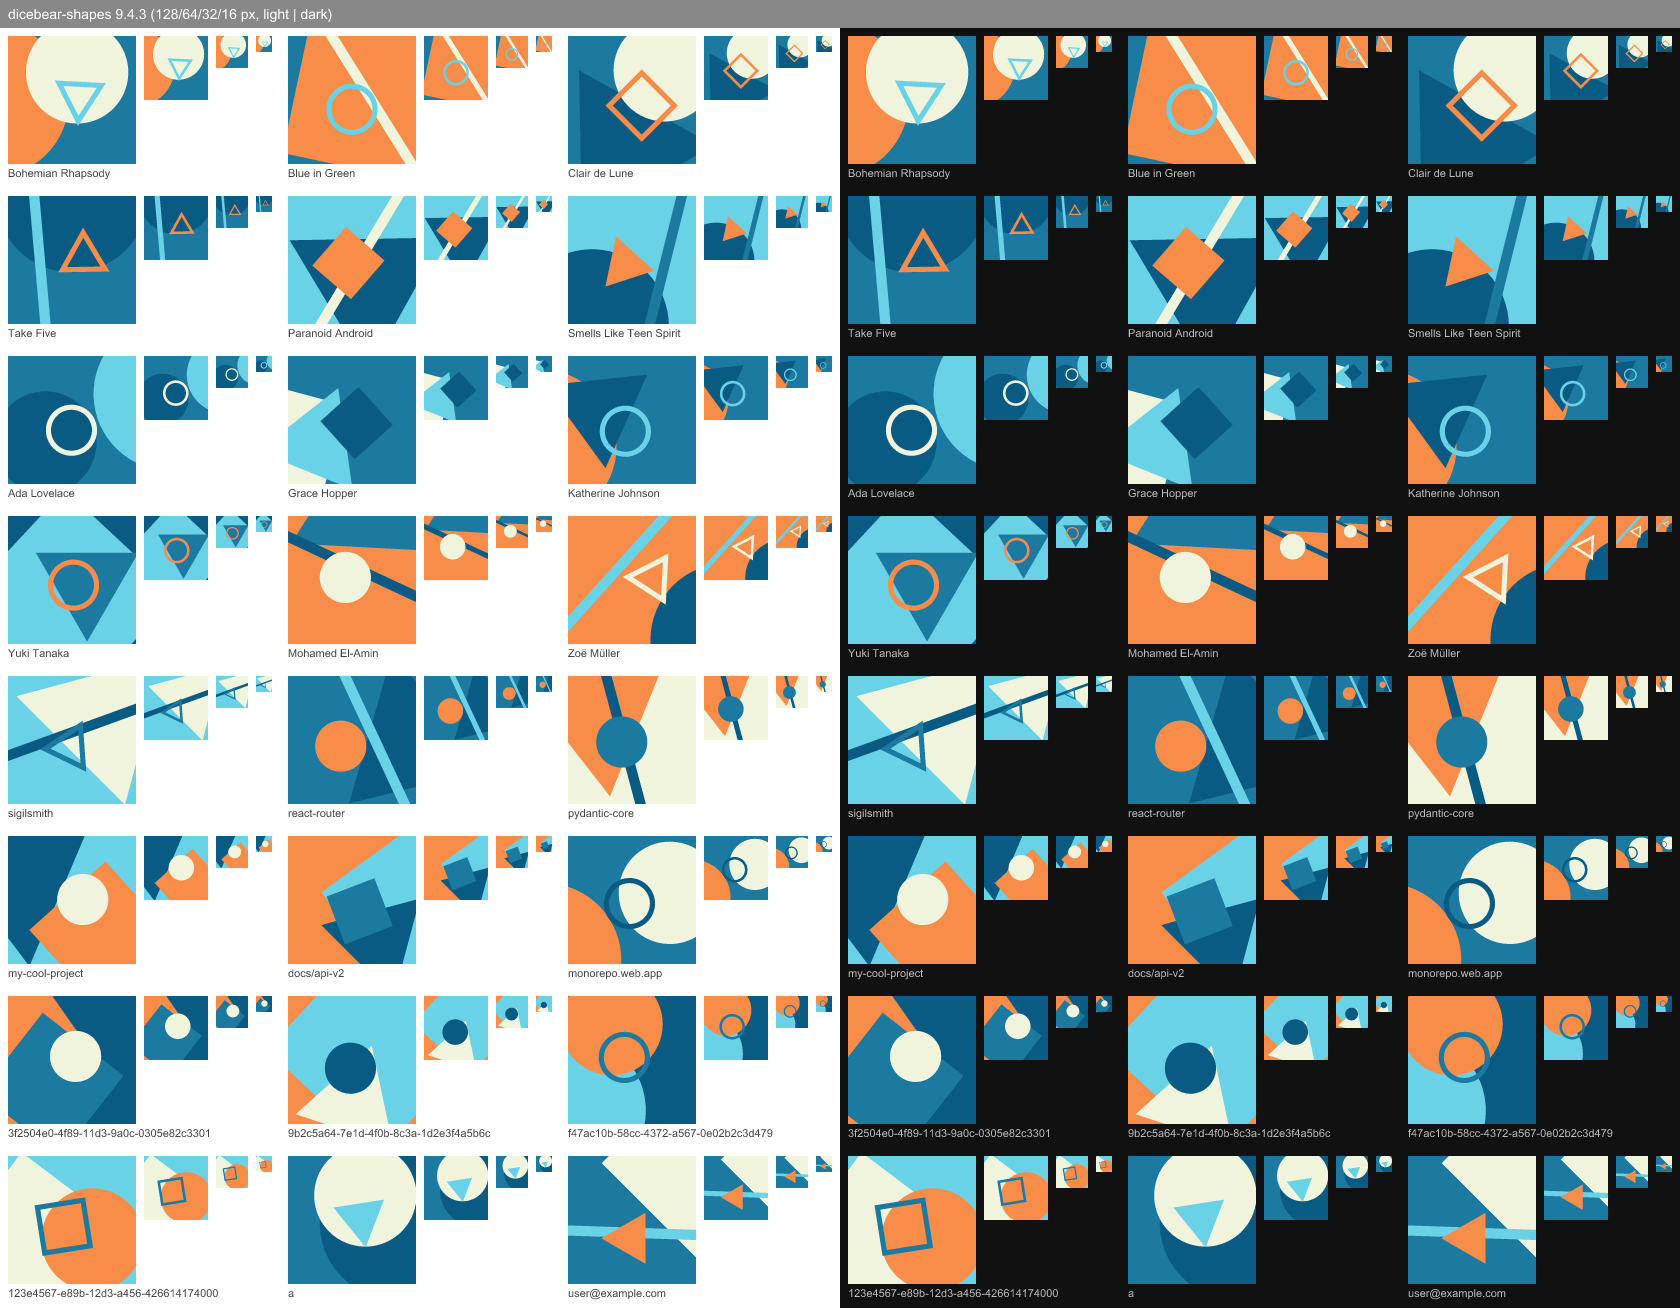 dicebear-shapes 9.4.3 (128/64/32/16 px, light | dark)
Bohemian Rhapsody Blue in Green Clair de Lune Bohemian Rhapsody Blue in Green Clair de Lune
Take Five Paranoid Android Smells Like Teen Spirit Take Five Paranoid Android Smells Like Teen Spirit
Ada Lovelace Grace Hopper Katherine Johnson Ada Lovelace Grace Hopper Katherine Johnson
Yuki Tanaka Mohamed El-Amin Zoë Müller Yuki Tanaka Mohamed El-Amin Zoë Müller
sigilsmith react-router pydantic-core sigilsmith react-router pydantic-core
my-cool-project docs/api-v2 monorepo.web.app my-cool-project docs/api-v2 monorepo.web.app
3f2504e0-4f89-11d3-9a0c-0305e82c3301 9b2c5a64-7e1d-4f0b-8c3a-1d2e3f4a5b6c f47ac10b-58cc-4372-a567-0e02b2c3d479 3f2504e0-4f89-11d3-9a0c-0305e82c3301 9b2c5a64-7e1d-4f0b-8c3a-1d2e3f4a5b6c f47ac10b-58cc-4372-a567-0e02b2c3d479
123e4567-e89b-12d3-a456-426614174000 a user@example.com 123e4567-e89b-12d3-a456-426614174000 a user@example.com